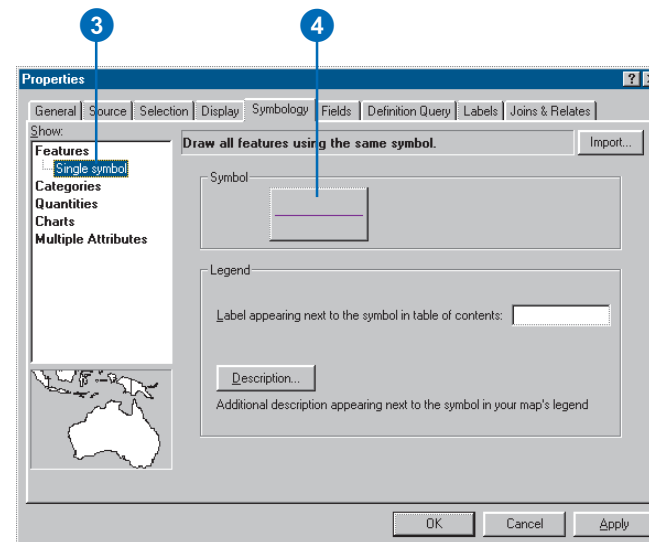 3 4
Properties ?
General Source Selection Display Symbology Fields Definition Query Labels Joins & Relates
Show:
Features
Single symbol
Categories
Quantities
Charts
Multiple Attributes
Draw all features using the same symbol.
Import...
Symbol
Legend
Label appearing next to the symbol in table of contents:
Description...
Additional description appearing next to the symbol in your map's legend
OK Cancel Apply